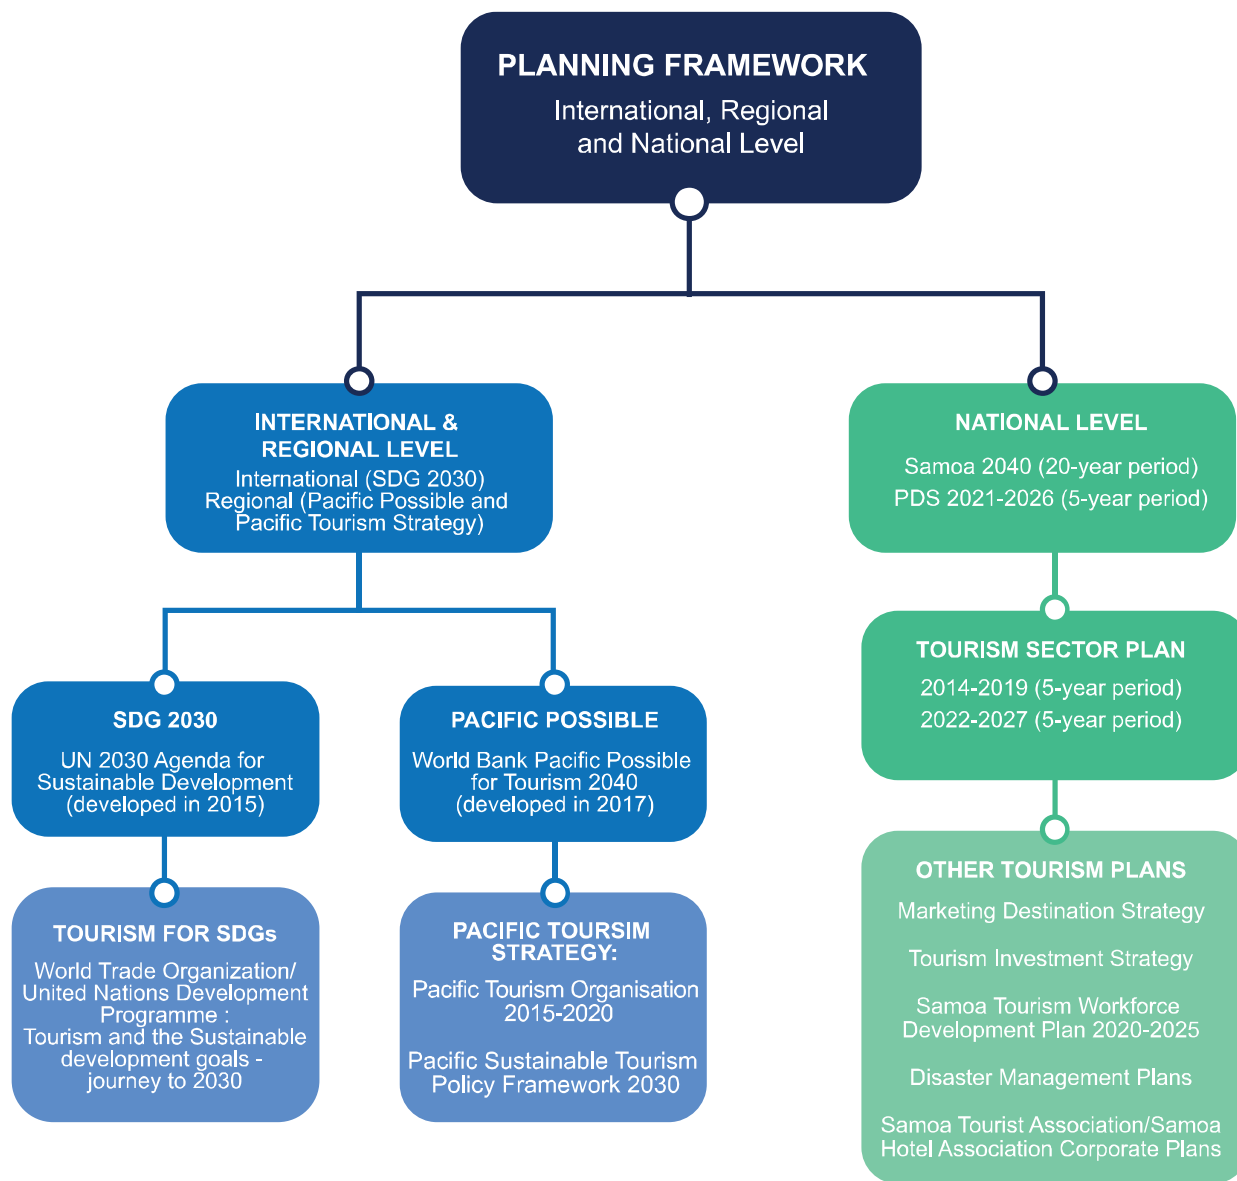 PLANNING FRAMEWORK
International, Regional
and National Level
INTERNATIONAL &
REGIONAL LEVEL
International (SDG 2030)
Regional (Pacific Possible and
Pacific Tourism Strategy)
NATIONAL LEVEL
Samoa 2040 (20-year period)
PDS 2021-2026 (5-year period)
SDG 2030
UN 2030 Agenda for
Sustainable Development
(developed in 2015)
PACIFIC POSSIBLE
World Bank Pacific Possible
for Tourism 2040
(developed in 2017)
TOURISM SECTOR PLAN
2014-2019 (5-year period)
2022-2027 (5-year period)
TOURISM FOR SDGs
World Trade Organization/
United Nations Development
Programme :
Tourism and the Sustainable
development goals -
journey to 2030
PACIFIC TOURSIM
STRATEGY:
Pacific Tourism Organisation
2015-2020
Pacific Sustainable Tourism
Policy Framework 2030
OTHER TOURISM PLANS
Marketing Destination Strategy
Tourism Investment Strategy
Samoa Tourism Workforce
Development Plan 2020-2025
Disaster Management Plans
Samoa Tourist Association/Samoa
Hotel Association Corporate Plans